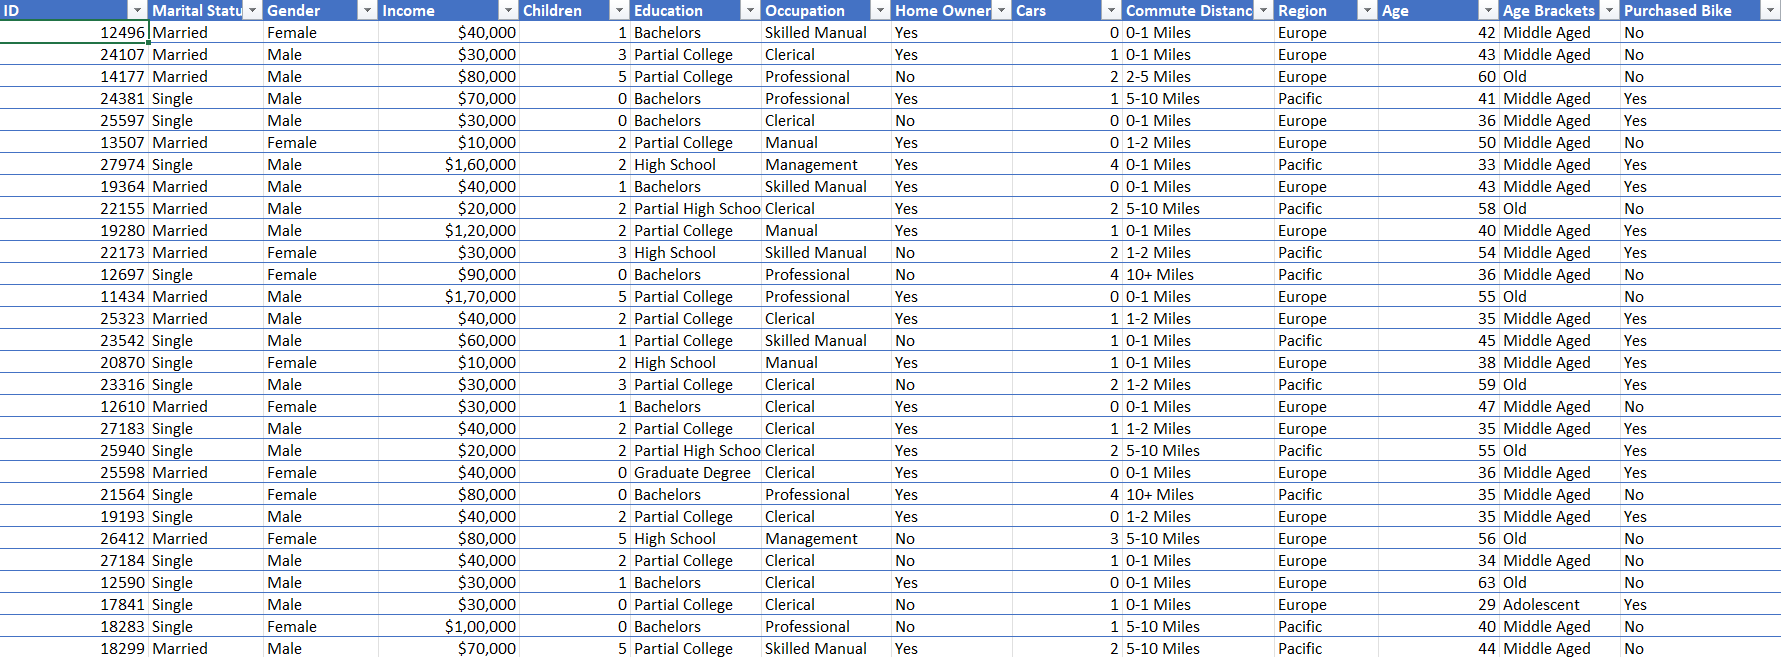 ID Marital Statu Gender Income Children Education Occupation Home Owner Cars Commute Distanc Region Age Age Brackets Purchased Bike
12496 Married Female $40,000 1 Bachelors Skilled Manual Yes 0 0-1 Miles Europe 42 Middle Aged No
24107 Married Male $30,000 3 Partial College Clerical Yes 1 0-1 Miles Europe 43 Middle Aged No
14177 Married Male $80,000 5 Partial College Professional No 2 2-5 Miles Europe 60 Old No
24381 Single Male $70,000 0 Bachelors Professional Yes 1 5-10 Miles Pacific 41 Middle Aged Yes
25597 Single Male $30,000 0 Bachelors Clerical No 0 0-1 Miles Europe 36 Middle Aged Yes
13507 Married Female $10,000 2 Partial College Manual Yes 0 1-2 Miles Europe 50 Middle Aged No
27974 Single Male $1,60,000 2 High School Management Yes 4 0-1 Miles Pacific 33 Middle Aged Yes
19364 Married Male $40,000 1 Bachelors Skilled Manual Yes 0 0-1 Miles Europe 43 Middle Aged Yes
22155 Married Male $20,000 2 Partial High Schoo Clerical Yes 2 5-10 Miles Pacific 58 Old No
19280 Married Male $1,20,000 2 Partial College Manual Yes 1 0-1 Miles Europe 40 Middle Aged Yes
22173 Married Female $30,000 3 High School Skilled Manual No 2 1-2 Miles Pacific 54 Middle Aged Yes
12697 Single Female $90,000 0 Bachelors Professional No 4 10+ Miles Pacific 36 Middle Aged No
11434 Married Male $1,70,000 5 Partial College Professional Yes 0 0-1 Miles Europe 55 Old No
25323 Married Male $40,000 2 Partial College Clerical Yes 1 1-2 Miles Europe 35 Middle Aged Yes
23542 Single Male $60,000 1 Partial College Skilled Manual No 1 0-1 Miles Pacific 45 Middle Aged Yes
20870 Single Female $10,000 2 High School Manual Yes 1 0-1 Miles Europe 38 Middle Aged Yes
23316 Single Male $30,000 3 Partial College Clerical No 2 1-2 Miles Pacific 59 Old Yes
12610 Married Female $30,000 1 Bachelors Clerical Yes 0 0-1 Miles Europe 47 Middle Aged No
27183 Single Male $40,000 2 Partial College Clerical Yes 1 1-2 Miles Europe 35 Middle Aged Yes
25940 Single Male $20,000 2 Partial High Schoo Clerical Yes 2 5-10 Miles Pacific 55 Old Yes
25598 Married Female $40,000 0 Graduate Degree Clerical Yes 0 0-1 Miles Europe 36 Middle Aged Yes
21564 Single Female $80,000 0 Bachelors Professional Yes 4 10+ Miles Pacific 35 Middle Aged No
19193 Single Male $40,000 2 Partial College Clerical Yes 0 1-2 Miles Europe 35 Middle Aged Yes
26412 Married Female $80,000 5 High School Management No 3 5-10 Miles Europe 56 Old No
27184 Single Male $40,000 2 Partial College Clerical No 1 0-1 Miles Europe 34 Middle Aged No
12590 Single Male $30,000 1 Bachelors Clerical Yes 0 0-1 Miles Europe 63 Old No
17841 Single Male $30,000 0 Partial College Clerical No 1 0-1 Miles Europe 29 Adolescent Yes
18283 Single Female $1,00,000 0 Bachelors Professional No 1 5-10 Miles Pacific 40 Middle Aged No
18299 Married Male $70,000 5 Partial College Skilled Manual Yes 2 5-10 Miles Pacific 44 Middle Aged No